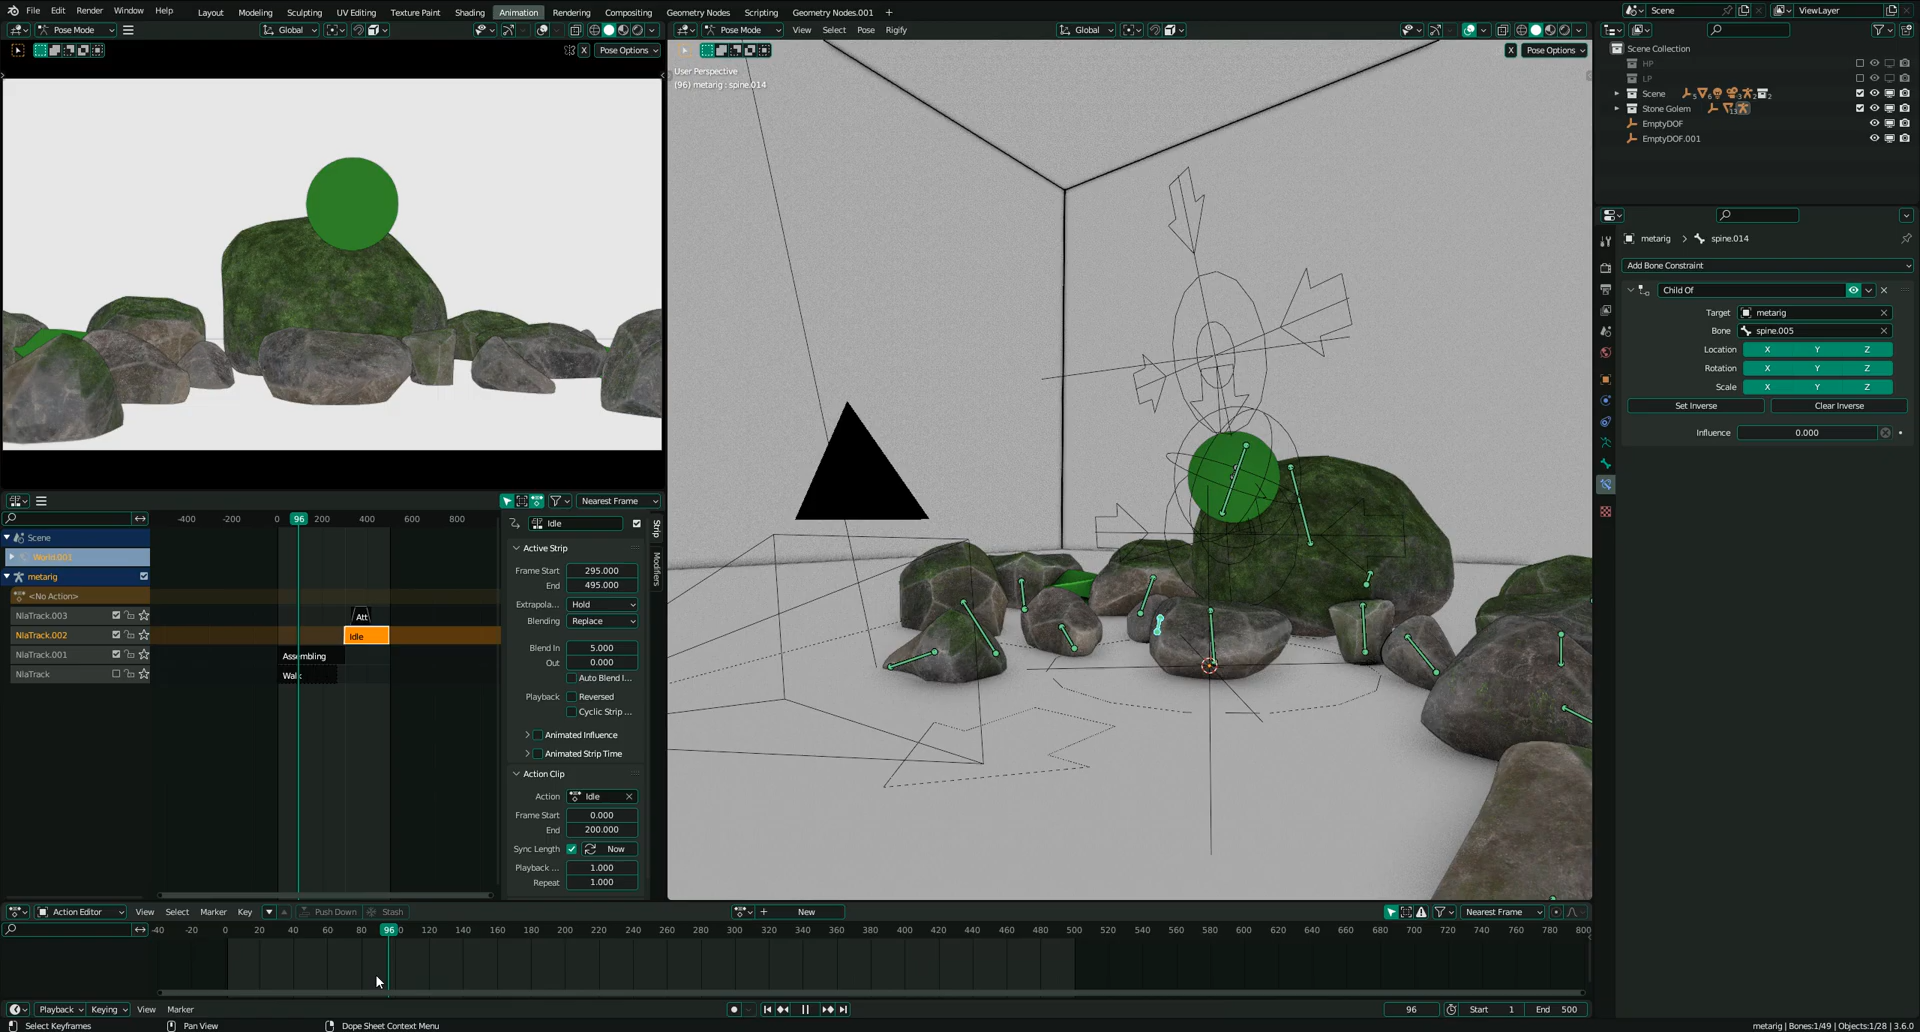 File Edit Render Window Help Layout Modeling Sculpting UV Editing Texture Paint Shading Animation Rendering Compositing Geometry Nodes Scripting Geometry Nodes.001 + Scene ViewLayer
Pose Mode Global
Pose Options
Pose Mode View Select Pose Rigify Global
X Pose Options
User Perspective
(96) metarig : spine.014
Scene Collection
HP
LP
Scene
Stone Golem
EmptyDOF
EmptyDOF.001
metarig > spine.014
Add Bone Constraint
Child Of
Target metarig
Bone spine.005
Location X Y Z
Rotation X Y Z
Scale X Y Z
Set Inverse Clear Inverse
Influence 0.000
Nearest Frame
-400 -200 0 96 200 400 600 800
Scene
World.001
metarig
<No Action>
NlaTrack.003
NlaTrack.002
NlaTrack.001
NlaTrack
Att
Idle
Assembling
Walk
Idle
Active Strip
Frame Start 295.000
End 495.000
Extrapola... Hold
Blending Replace
Blend In 5.000
Out 0.000
Auto Blend I...
Playback Reversed
Cyclic Strip ...
Animated Influence
Animated Strip Time
Action Clip
Action Idle
Frame Start 0.000
End 200.000
Sync Length Now
Playback ... 1.000
Repeat 1.000
Strip
Modifiers
Action Editor View Select Marker Key Push Down Stash + New Nearest Frame
-40 -20 0 20 40 60 80 96 120 140 160 180 200 220 240 260 280 300 320 340 360 380 400 420 440 460 480 500 520 540 560 580 600 620 640 660 680 700 720 740 760 780 800
Playback Keying View Marker 96 Start 1 End 500
Select Keyframes Pan View Dope Sheet Context Menu metarig | Bones:1/49 | Objects:1/28 | 3.6.0